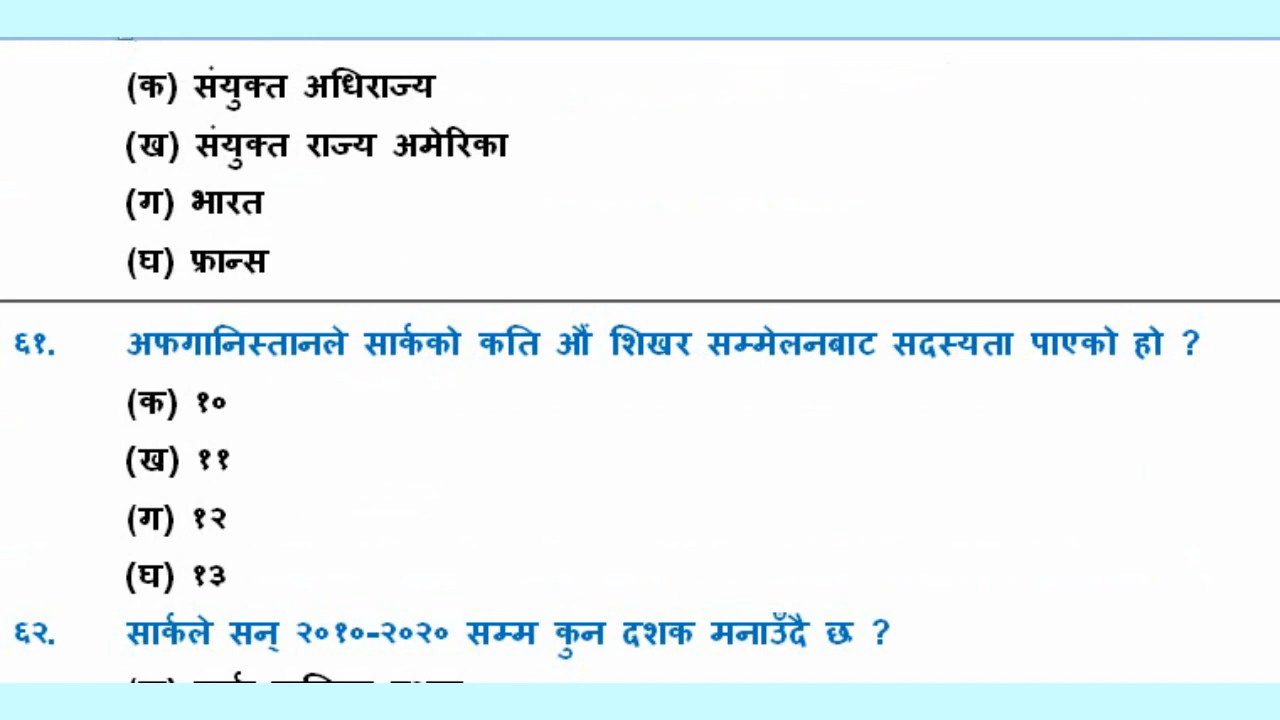 (क) संयुक्त अधिराज्य
(ख) संयुक्त राज्य अमेरिका
(ग) भारत
(घ) फ्रान्स
६१. अफगानिस्तानले सार्कको कति औं शिखर सम्मेलनबाट सदस्यता पाएको हो ?
(क) १०
(ख) ११
(ग) १२
(घ) १३
६२. सार्कले सन् २०१०-२०२० सम्म कुन दशक मनाउँदै छ ?